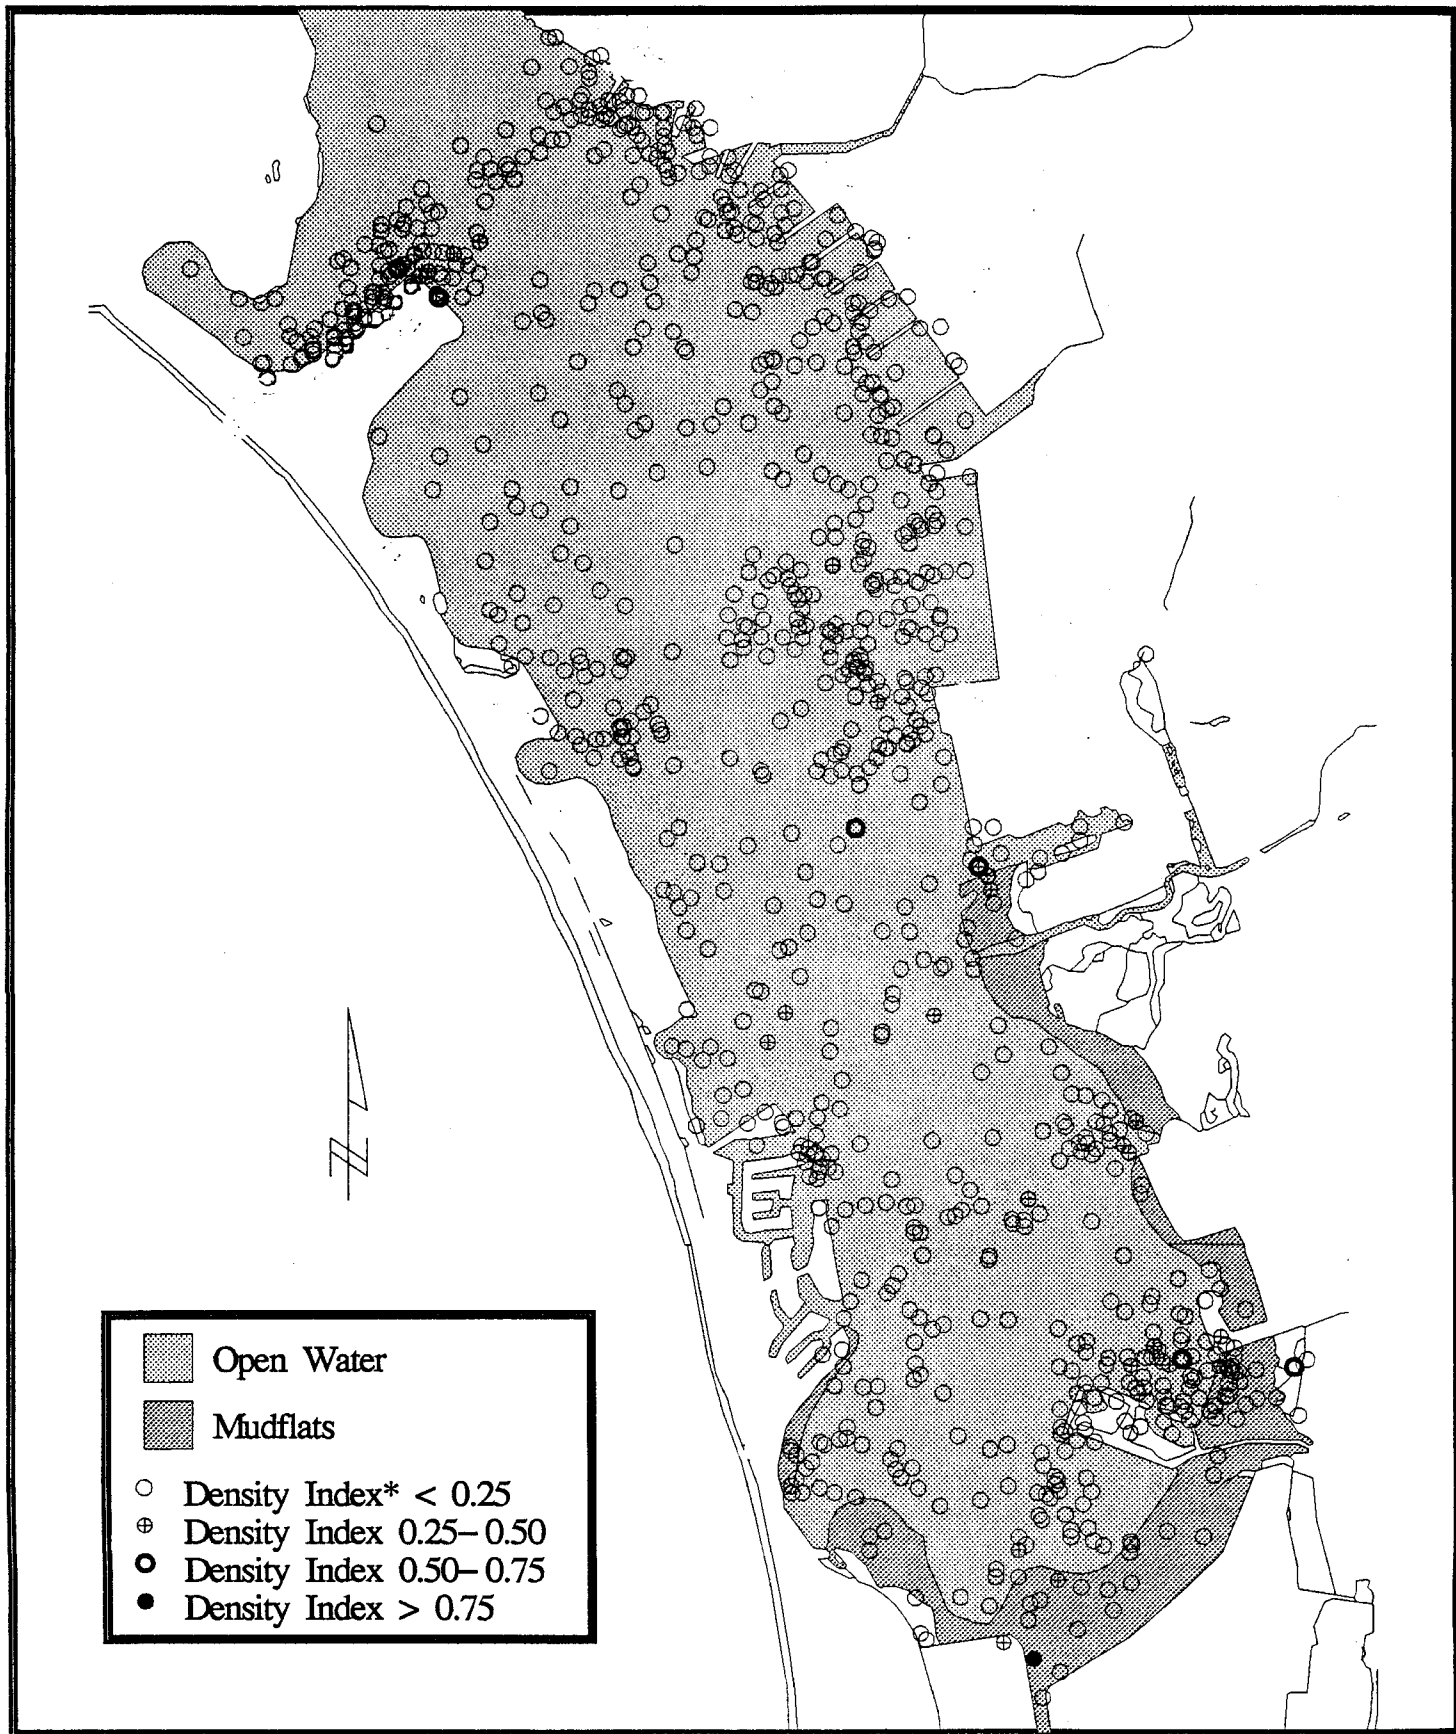 Open Water
Mudflats
Density Index* < 0.25
Density Index 0.25-0.50
Density Index 0.50-0.75
Density Index > 0.75
N